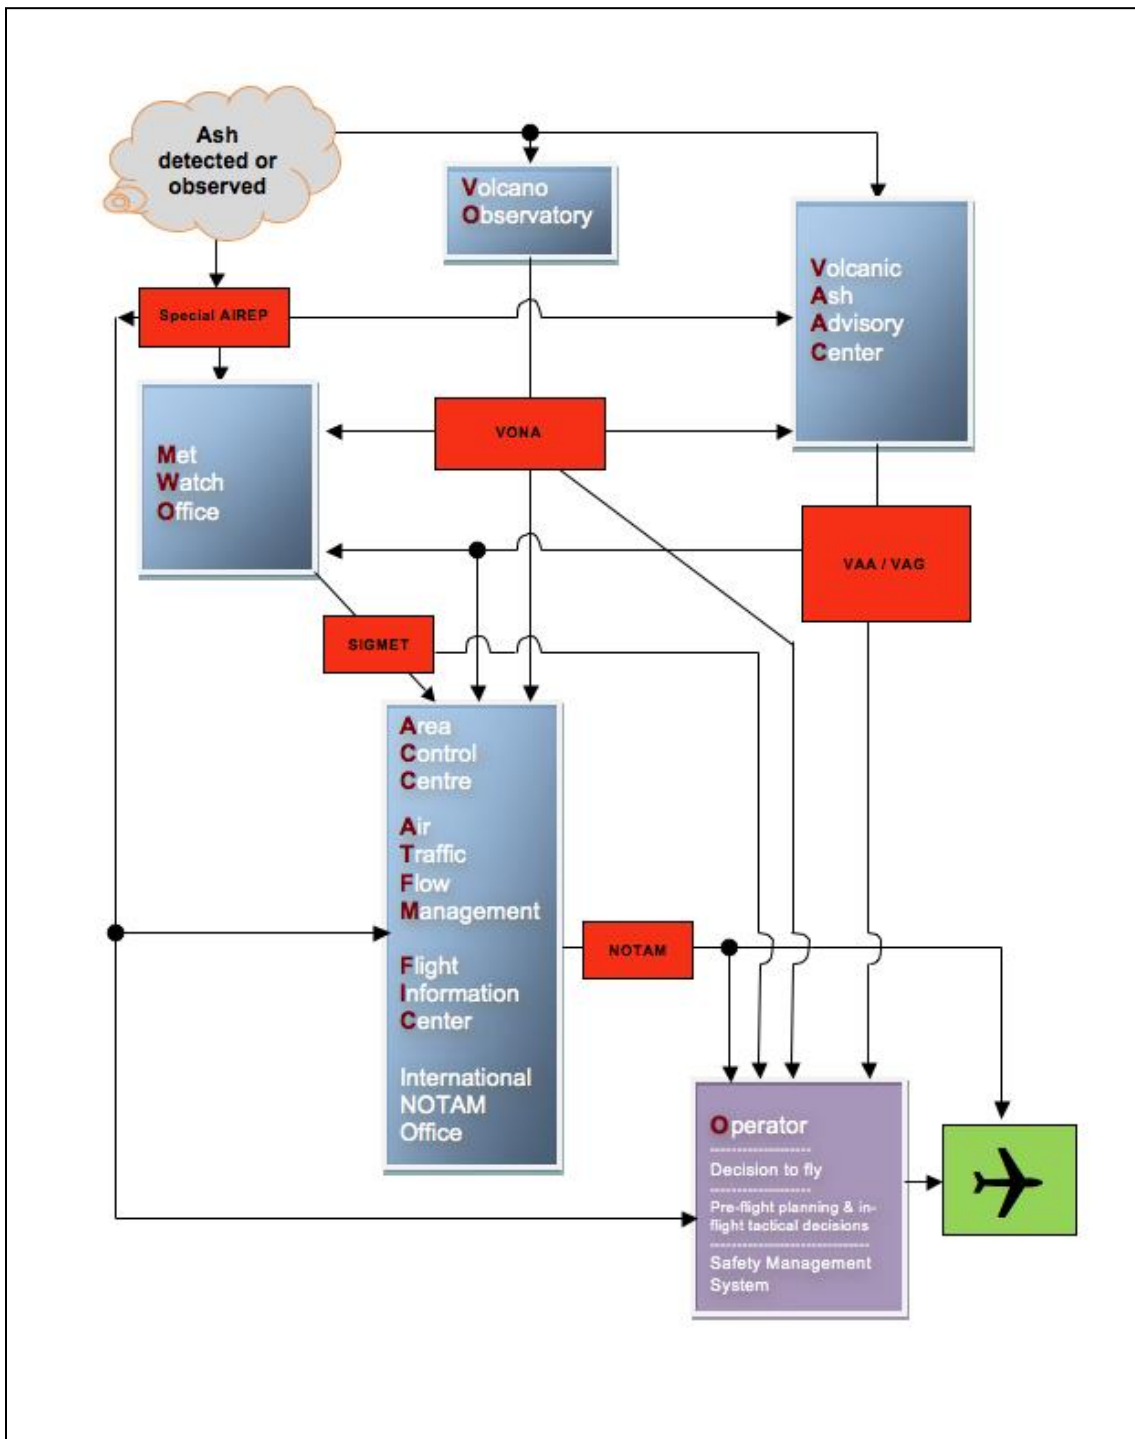 Ash
detected or
observed
Volcano
Observatory
Volcanic
Ash
Advisory
Center
Special AIREP
VONA
Met
Watch
Office
VAA / VAG
SIGMET
Area
Control
Centre
Air
Traffic
Flow
Management
Flight
Information
Center
International
NOTAM
Office
NOTAM
Operator
Decision to fly
Pre-flight planning & in-
flight tactical decisions
Safety Management
System